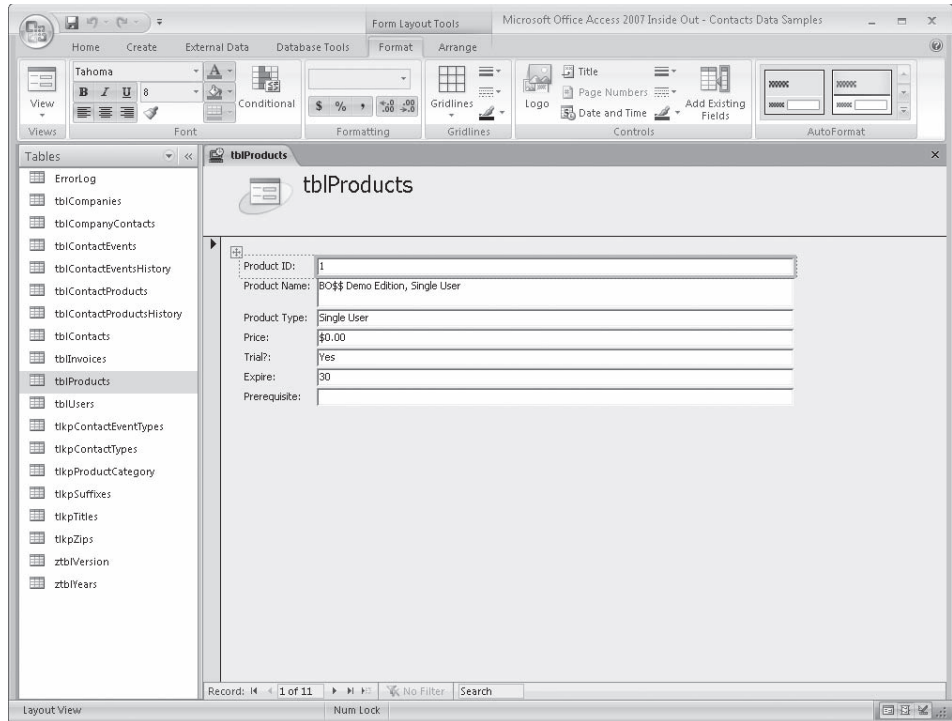 Form Layout Tools
Microsoft Office Access 2007 Inside Out - Contacts Data Samples
Home Create External Data Database Tools Format Arrange
View
Views
Tahoma
B I U 8
A
Font
Conditional
$ % ,
Formatting
Gridlines
Gridlines
Logo
Title
Page Numbers
Date and Time
Add Existing Fields
Controls
AutoFormat
Tables
ErrorLog
tblCompanies
tblCompanyContacts
tblContactEvents
tblContactEventsHistory
tblContactProducts
tblContactProductsHistory
tblContacts
tblInvoices
tblProducts
tblUsers
tlkpContactEventTypes
tlkpContactTypes
tlkpProductCategory
tlkpSuffixes
tlkpTitles
tlkpZips
ztblVersion
ztblYears
tblProducts
tblProducts
Product ID: 1
Product Name: BO$$ Demo Edition, Single User
Product Type: Single User
Price: $0.00
Trial?: Yes
Expire: 30
Prerequisite:
Record: 1 of 11 No Filter Search
Layout View Num Lock